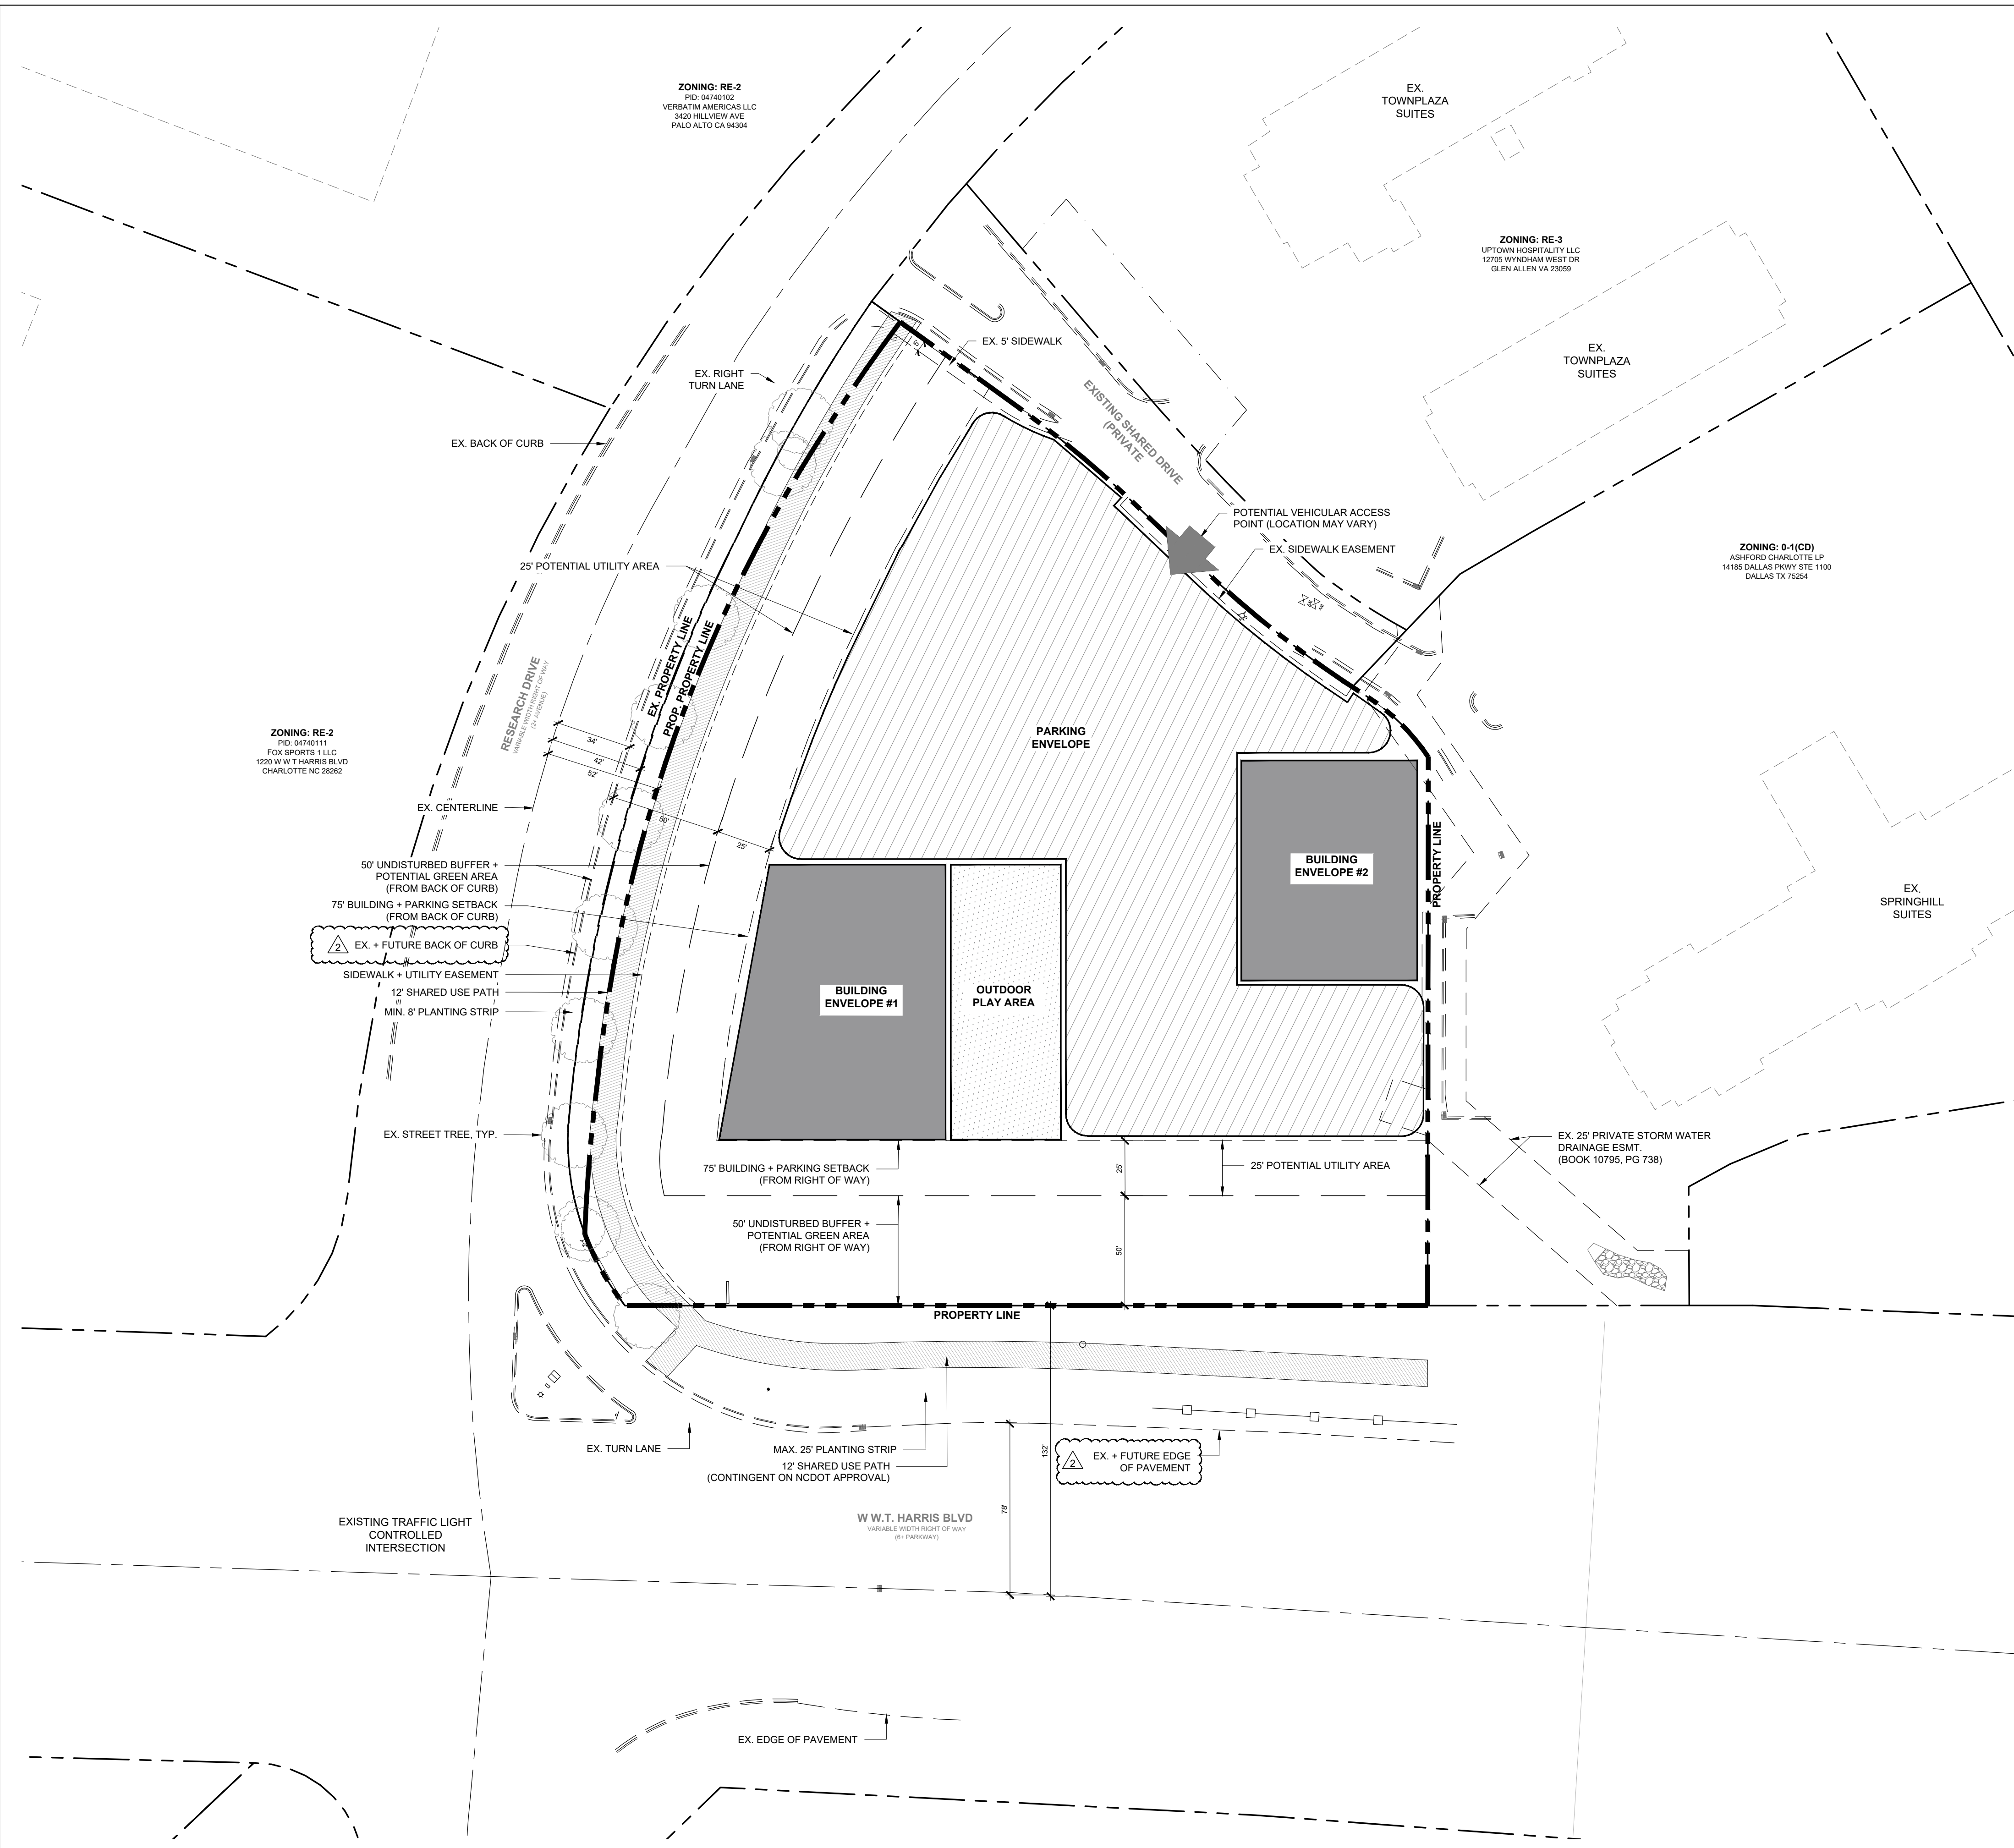 ZONING: RE-2
PID: 04740102
VERBATIM AMERICAS LLC
3420 HILLVIEW AVE
PALO ALTO CA 94304
EX.
TOWNPLAZA
SUITES
ZONING: RE-3
UPTOWN HOSPITALITY LLC
12705 WYNDHAM WEST DR
GLEN ALLEN VA 23059
EX.
TOWNPLAZA
SUITES
EX. 5' SIDEWALK
5'
EX. RIGHT
TURN LANE
EXISTING SHARED DRIVE
(PRIVATE
EX. BACK OF CURB
POTENTIAL VEHICULAR ACCESS
POINT (LOCATION MAY VARY)
EX. SIDEWALK EASEMENT
ZONING: 0-1(CD)
ASHFORD CHARLOTTE LP
14185 DALLAS PKWY STE 1100
DALLAS TX 75254
25' POTENTIAL UTILITY AREA
EX. PROPERTY LINE
PROP. PROPERTY LINE
RESEARCH DRIVE
VARIABLE WIDTH RIGHT OF WAY
(2+ AVENUE)
34'
42'
52'
50'
25'
PARKING
ENVELOPE
ZONING: RE-2
PID: 04740111
FOX SPORTS 1 LLC
1220 W W T HARRIS BLVD
CHARLOTTE NC 28262
EX. CENTERLINE
50' UNDISTURBED BUFFER +
POTENTIAL GREEN AREA
(FROM BACK OF CURB)
75' BUILDING + PARKING SETBACK
(FROM BACK OF CURB)
2 EX. + FUTURE BACK OF CURB
SIDEWALK + UTILITY EASEMENT
12' SHARED USE PATH
MIN. 8' PLANTING STRIP
BUILDING
ENVELOPE #2
PROPERTY LINE
EX.
SPRINGHILL
SUITES
BUILDING
ENVELOPE #1
OUTDOOR
PLAY AREA
EX. STREET TREE, TYP.
EX. 25' PRIVATE STORM WATER
DRAINAGE ESMT.
(BOOK 10795, PG 738)
75' BUILDING + PARKING SETBACK
(FROM RIGHT OF WAY)
25'
25' POTENTIAL UTILITY AREA
50' UNDISTURBED BUFFER +
POTENTIAL GREEN AREA
(FROM RIGHT OF WAY)
50'
PROPERTY LINE
EX. TURN LANE
MAX. 25' PLANTING STRIP
12' SHARED USE PATH
(CONTINGENT ON NCDOT APPROVAL)
132'
2 EX. + FUTURE EDGE
OF PAVEMENT
78'
W W.T. HARRIS BLVD
VARIABLE WIDTH RIGHT OF WAY
(6+ PARKWAY)
EXISTING TRAFFIC LIGHT
CONTROLLED
INTERSECTION
EX. EDGE OF PAVEMENT